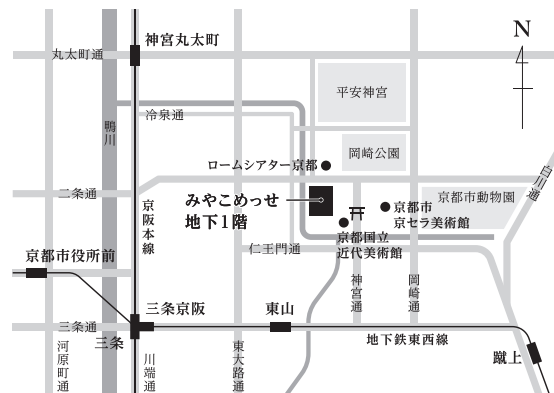 N
神宮丸太町
丸太町通
平安神宮
冷泉通
鴨川
岡崎公園
ロームシアター京都
白川通
二条通
みやこめっせ
地下1階
京都市動物園
京都市
京セラ美術館
京阪本線
京都国立
近代美術館
仁王門通
京都市役所前
神宮通
岡崎通
三条京阪
東山
三条通
三条
地下鉄東西線
蹴上
河原町通
川端通
東大路通